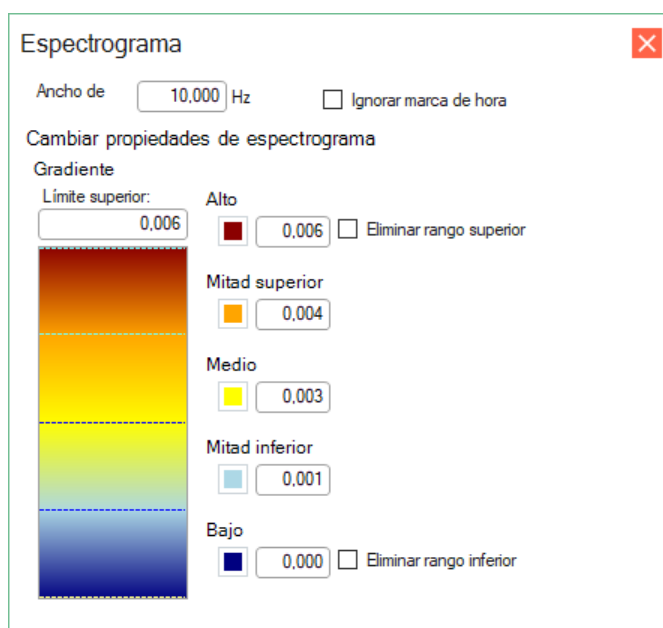 Espectrograma
Ancho de 10,000 Hz Ignorar marca de hora
Cambiar propiedades de espectrograma
Gradiente
Límite superior:
0,006
Alto
0,006 Eliminar rango superior
Mitad superior
0,004
Medio
0,003
Mitad inferior
0,001
Bajo
0,000 Eliminar rango inferior